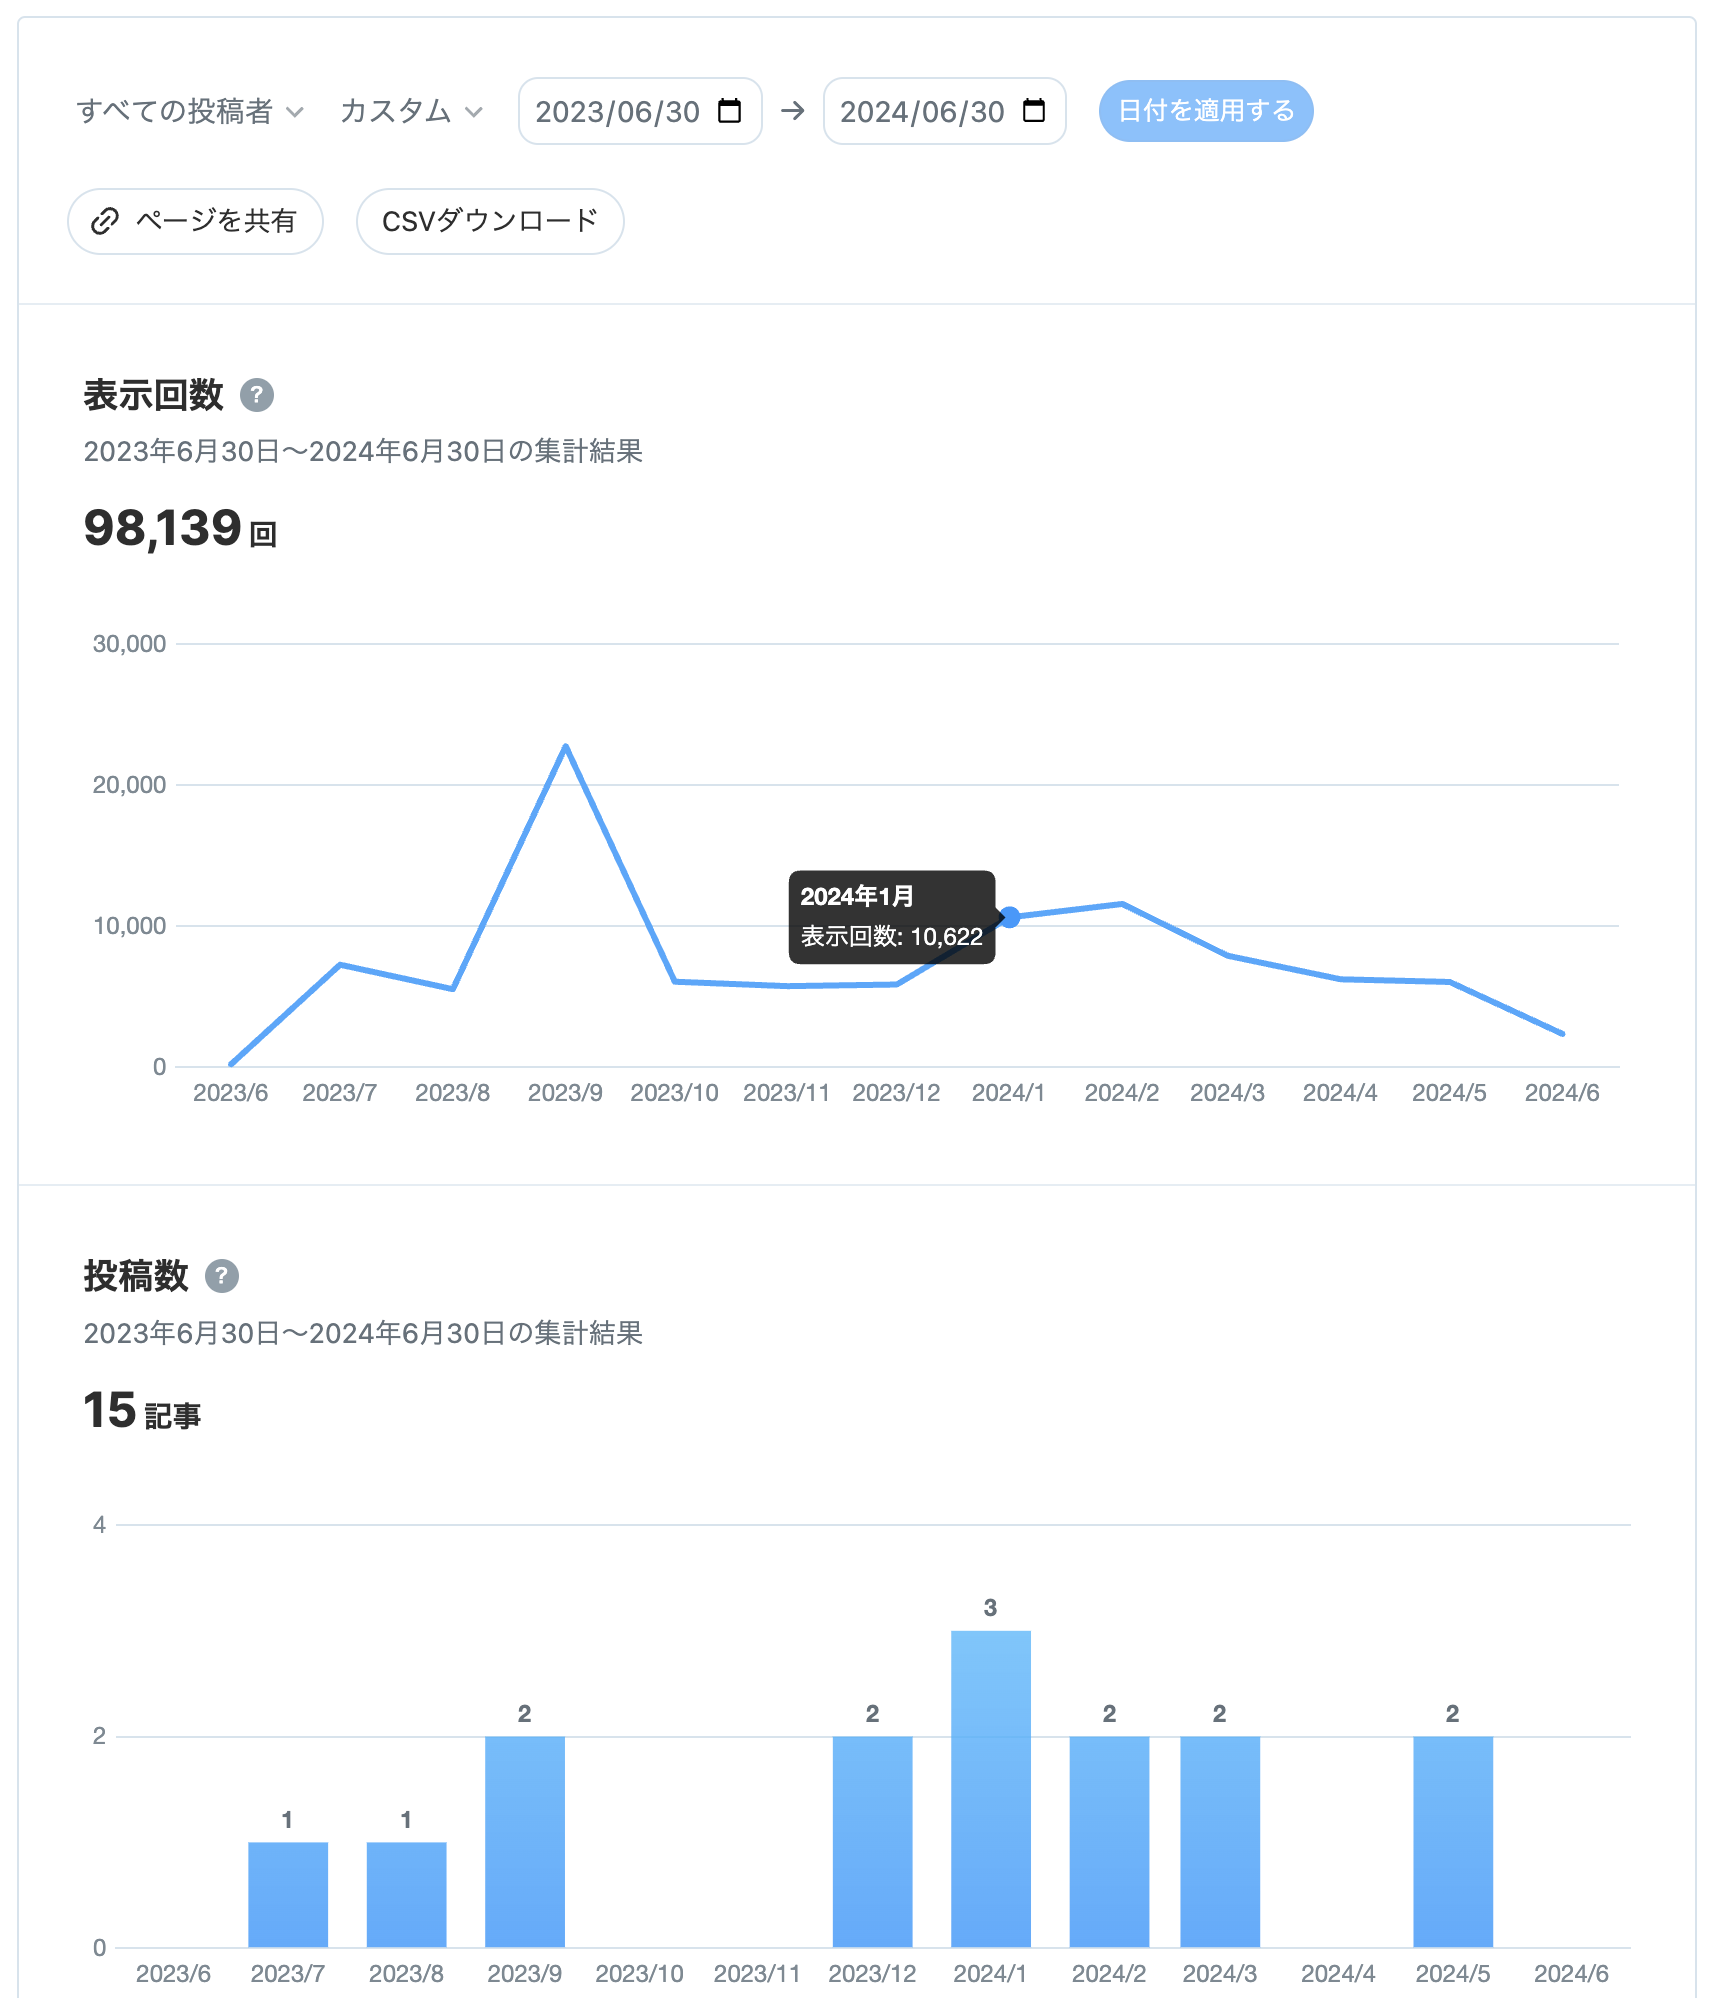 すべての投稿者 カスタム 2023/06/30 → 2024/06/30 日付を適用する
ページを共有 CSVダウンロード
表示回数 ?
2023年6月30日〜2024年6月30日の集計結果
98,139 回
30,000
20,000
10,000
0
2024年1月
表示回数: 10,622
2023/6 2023/7 2023/8 2023/9 2023/10 2023/11 2023/12 2024/1 2024/2 2024/3 2024/4 2024/5 2024/6
投稿数 ?
2023年6月30日〜2024年6月30日の集計結果
15 記事
4
3
2 2 2 2 2
2
1 1
0
2023/6 2023/7 2023/8 2023/9 2023/10 2023/11 2023/12 2024/1 2024/2 2024/3 2024/4 2024/5 2024/6